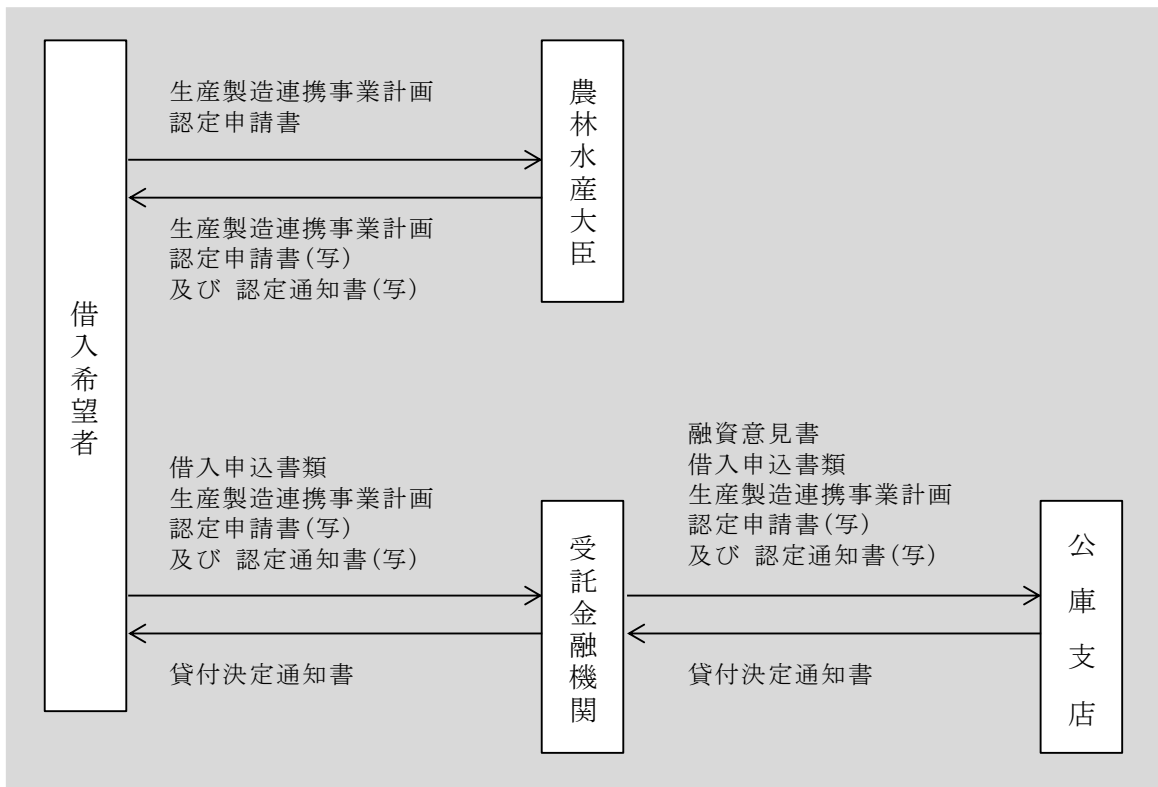 借入希望者
生産製造連携事業計画
認定申請書
農林水産大臣
生産製造連携事業計画
認定申請書(写)
及び 認定通知書(写)
借入申込書類
生産製造連携事業計画
認定申請書(写)
及び 認定通知書(写)
受託金融機関
貸付決定通知書
融資意見書
借入申込書類
生産製造連携事業計画
認定申請書(写)
及び 認定通知書(写)
公庫支店
貸付決定通知書